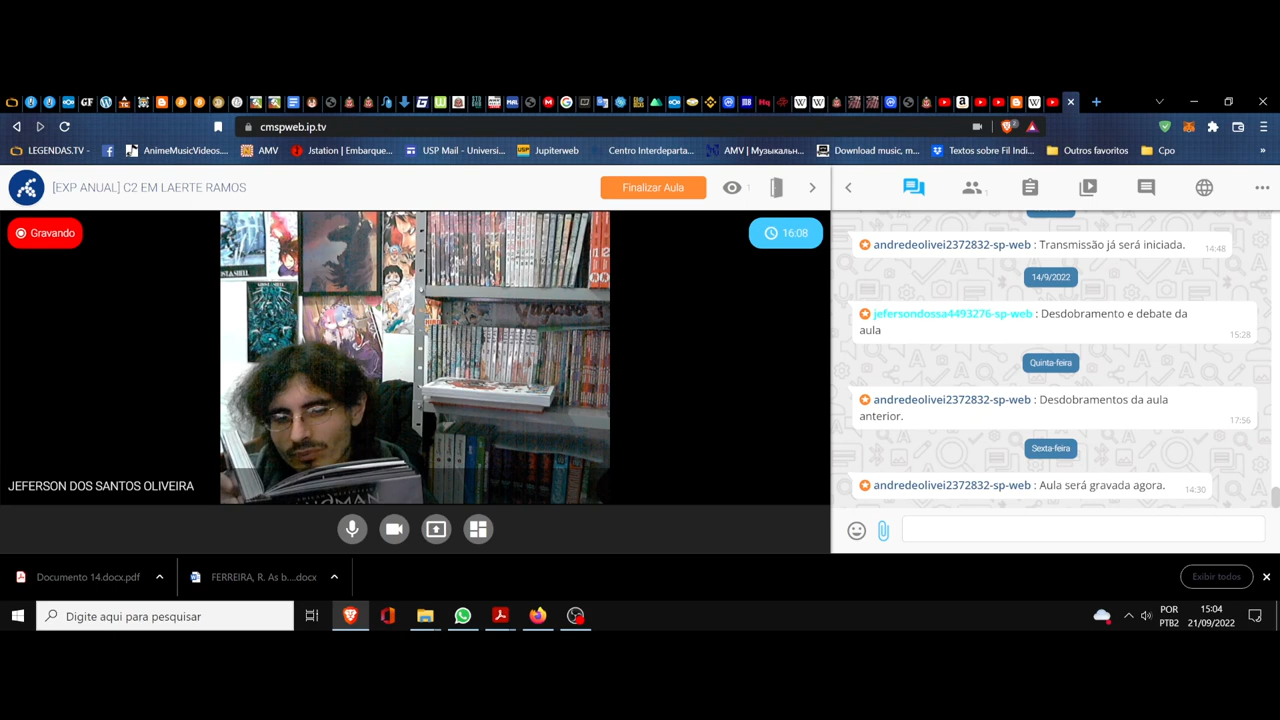 cmspweb.ip.tv
LEGENDAS.TV - AnimeMusicVideos.... AMV Jstation | Embarque... USP Mail - Universi... Jupiterweb Centro Interdeparta... AMV | Музыкальн... Download music, m... Textos sobre Fil Indi... Outros favoritos Cpo
[EXP ANUAL] C2 EM LAERTE RAMOS
Finalizar Aula
1
1
Gravando
16:08
andredeolivei2372832-sp-web : Transmissão já será iniciada.
14:48
14/9/2022
jefersondossa4493276-sp-web : Desdobramento e debate da
aula
15:28
Quinta-feira
andredeolivei2372832-sp-web : Desdobramentos da aula
anterior.
17:56
Sexta-feira
andredeolivei2372832-sp-web : Aula será gravada agora.
14:30
JEFERSON DOS SANTOS OLIVEIRA
Documento 14.docx.pdf
FERREIRA, R. As b....docx
Exibir todos
Digite aqui para pesquisar
POR
PTB2
15:04
21/09/2022